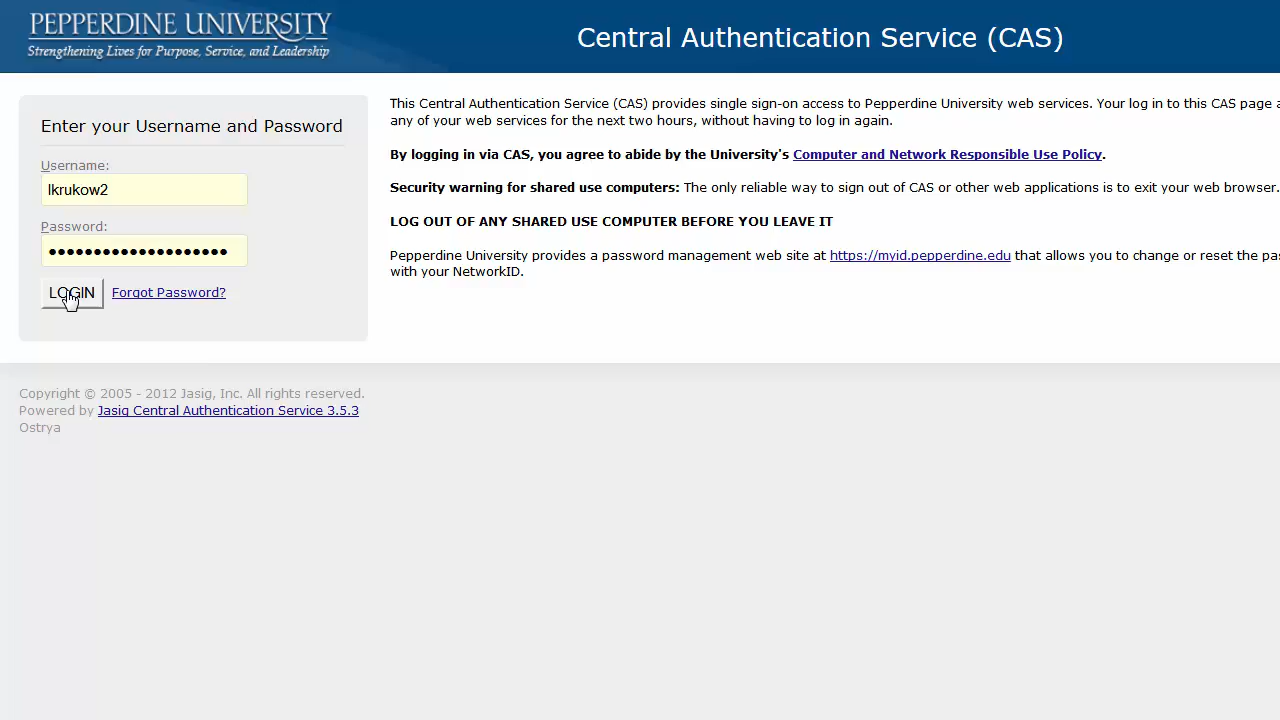 PEPPERDINE UNIVERSITY
Strengthening Lives for Purpose, Service, and Leadership
Central Authentication Service (CAS)
Enter your Username and Password
Username:
lkrukow2
Password:
••••••••••••••••••••
LOGIN Forgot Password?
This Central Authentication Service (CAS) provides single sign-on access to Pepperdine University web services. Your log in to this CAS page a
any of your web services for the next two hours, without having to log in again.
By logging in via CAS, you agree to abide by the University's Computer and Network Responsible Use Policy.
Security warning for shared use computers: The only reliable way to sign out of CAS or other web applications is to exit your web browser.
LOG OUT OF ANY SHARED USE COMPUTER BEFORE YOU LEAVE IT
Pepperdine University provides a password management web site at https://myid.pepperdine.edu that allows you to change or reset the pas
with your NetworkID.
Copyright © 2005 - 2012 Jasig, Inc. All rights reserved.
Powered by Jasig Central Authentication Service 3.5.3
Ostrya